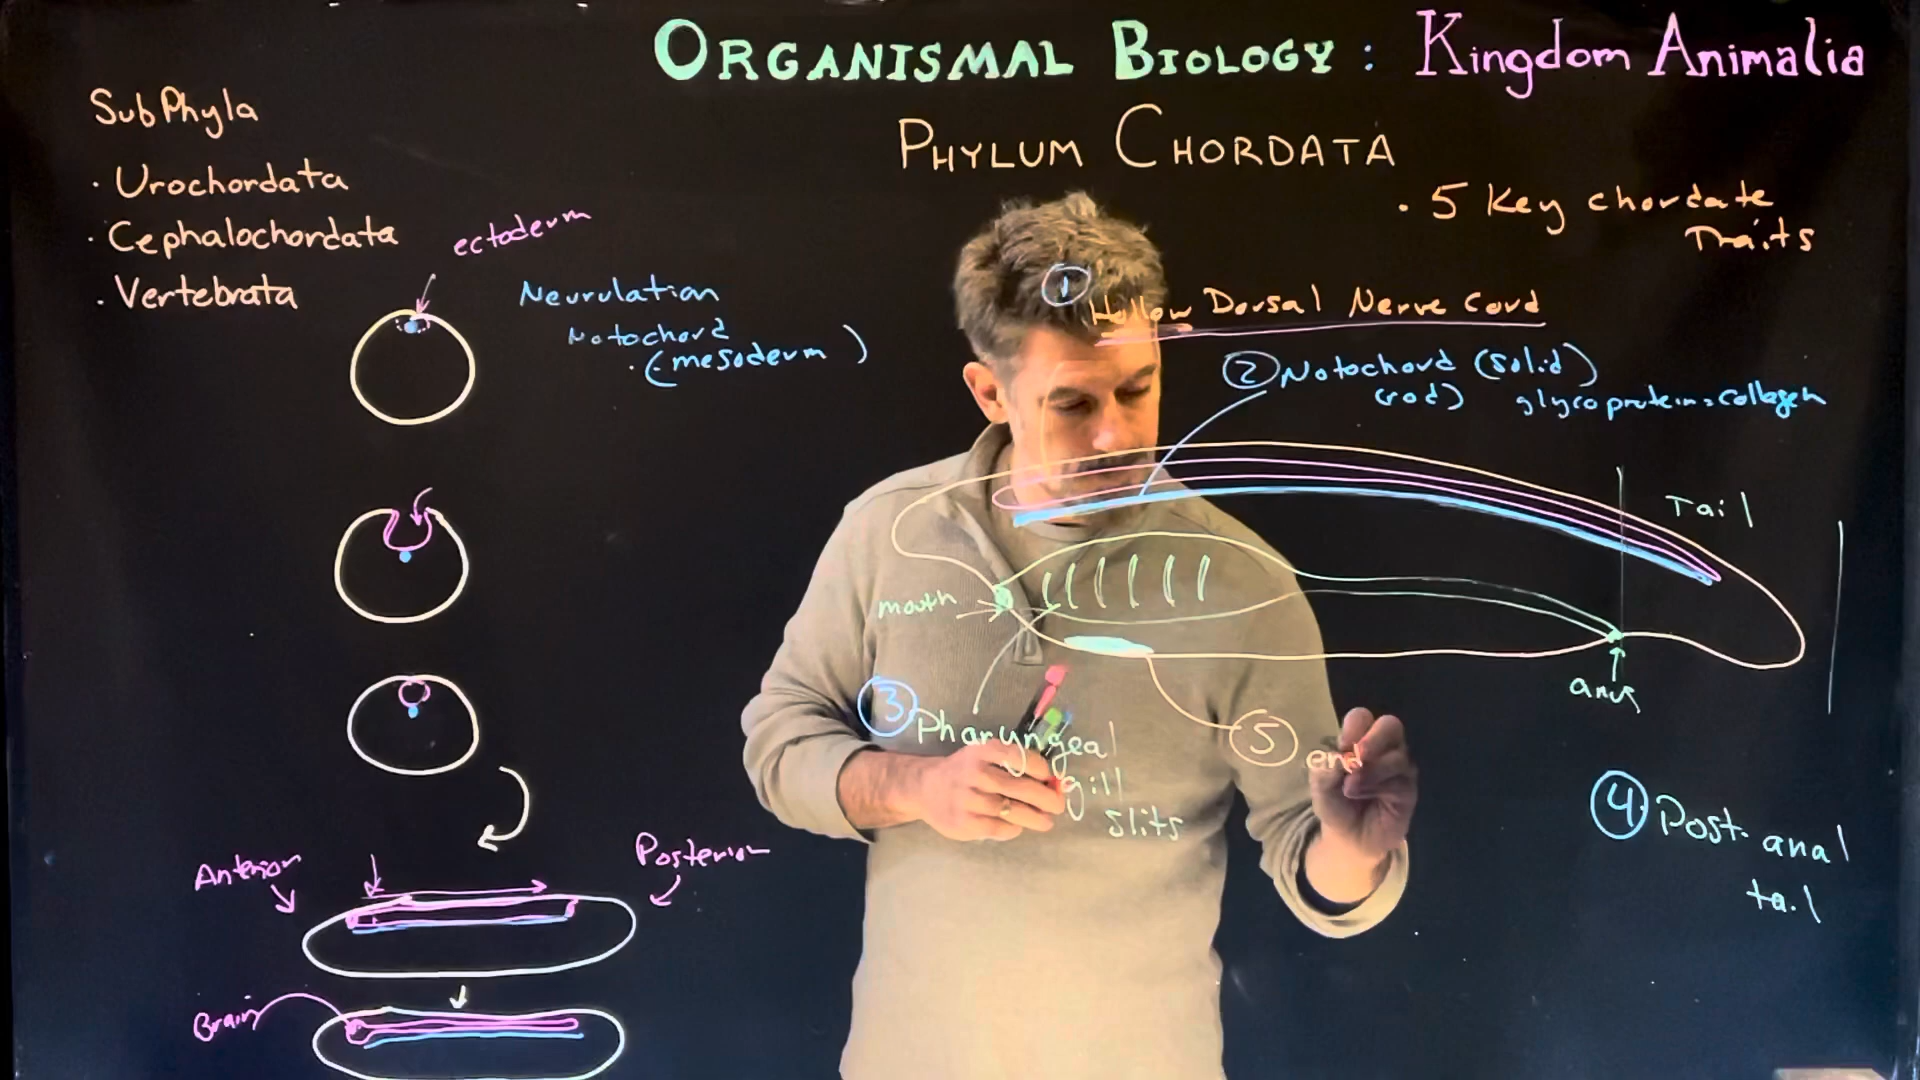 ORGANISMAL BIOLOGY: Kingdom Animalia
PHYLUM CHORDATA
SubPhyla
· Urochordata
· Cephalochordata
· Vertebrata
ectoderm
Neurulation
Notochord
· (mesoderm)
Anterior
Posterior
Brain
· 5 Key chordate
Traits
1 Hollow Dorsal Nerve Cord
2 Notochord (solid)
(rod) glycoprotein = collagen
Tail
mouth
anus
3 Pharyngeal
gill
slits
5 end
4 Post-anal
tail